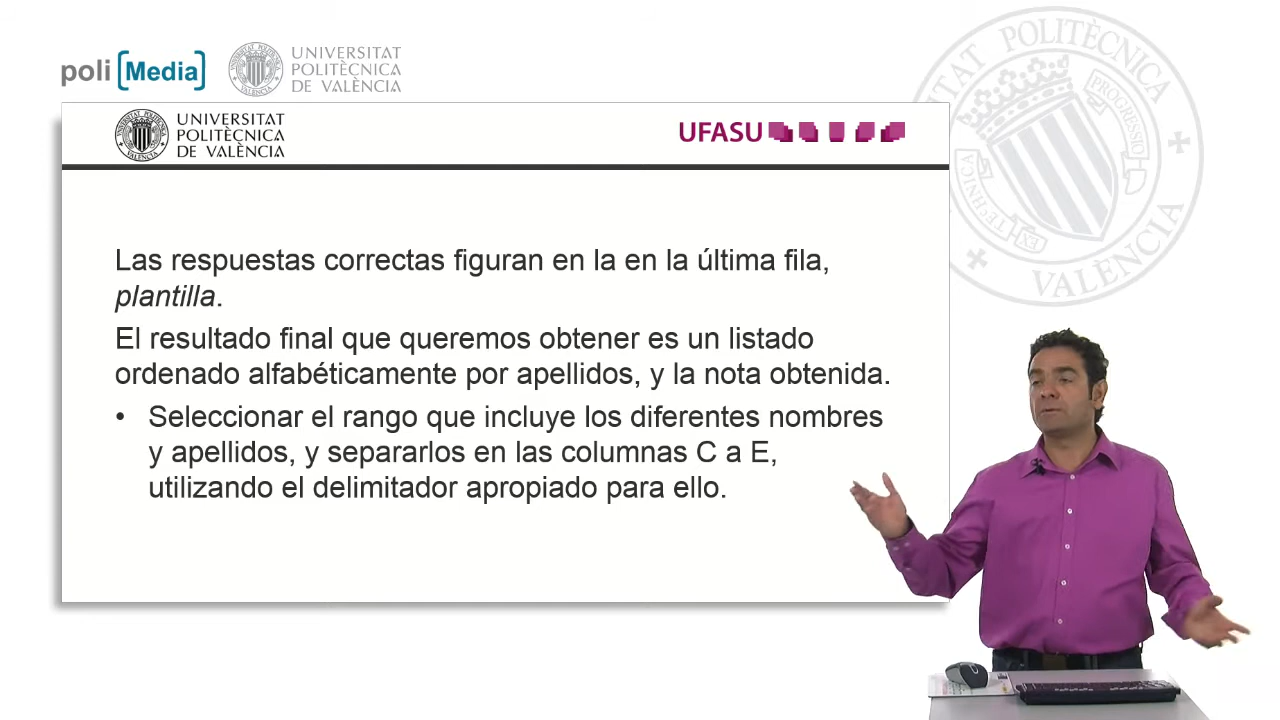 poli [Media]
UNIVERSITAT
POLITÈCNICA
DE VALÈNCIA
UNIVERSITAT
POLITÈCNICA
DE VALÈNCIA
UFASU
Las respuestas correctas figuran en la en la última fila,
plantilla.
El resultado final que queremos obtener es un listado
ordenado alfabéticamente por apellidos, y la nota obtenida.
• Seleccionar el rango que incluye los diferentes nombres
y apellidos, y separarlos en las columnas C a E,
utilizando el delimitador apropiado para ello.
POLITÈCNICA
VALÈNCIA
PROGRESSIO